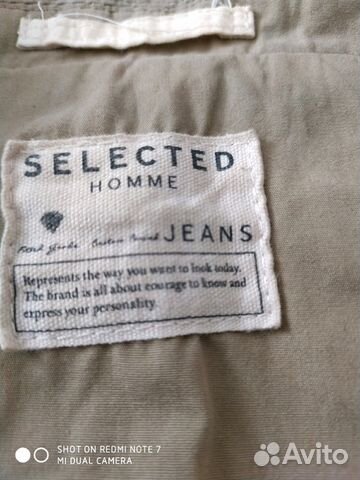 SELECTED
HOMME
JEANS
Represents the way you want to look today.
The brand is all about courage to know and
express your personality
SHOT ON REDMI NOTE 7
MI DUAL CAMERA
Avito